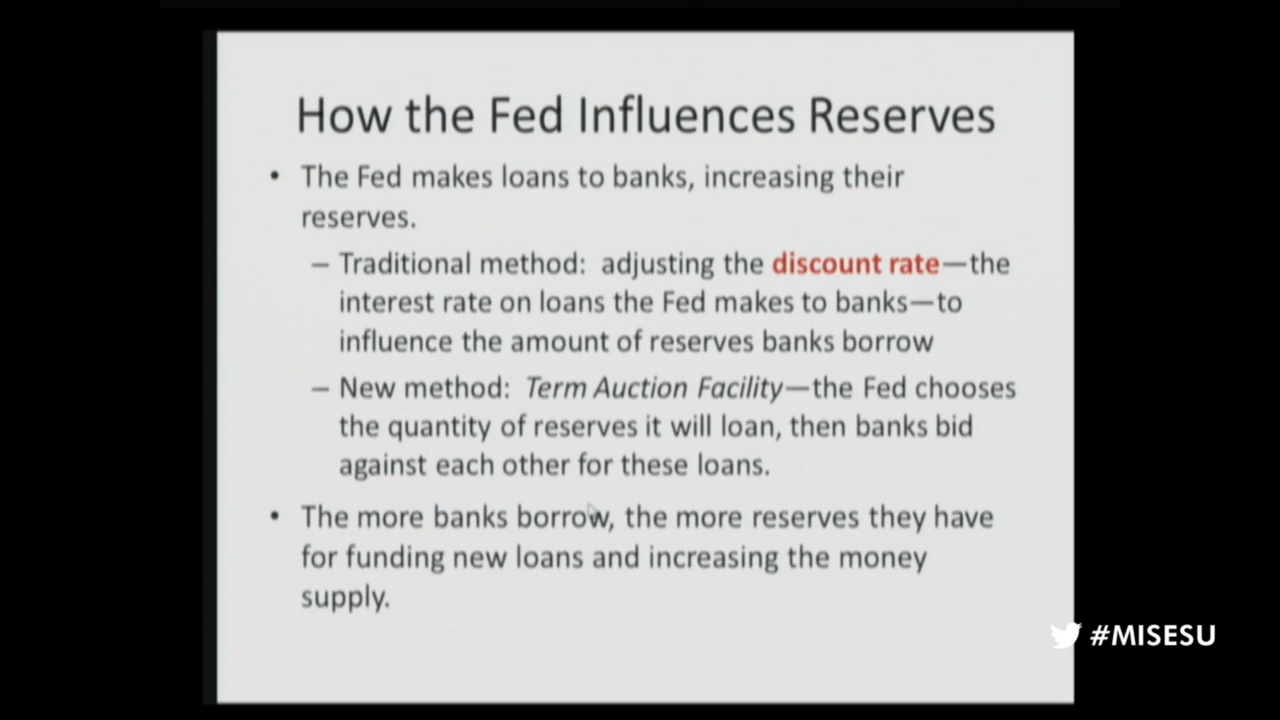 How the Fed Influences Reserves
• The Fed makes loans to banks, increasing their
reserves.
– Traditional method:  adjusting the discount rate—the
interest rate on loans the Fed makes to banks—to
influence the amount of reserves banks borrow
– New method:  Term Auction Facility—the Fed chooses
the quantity of reserves it will loan, then banks bid
against each other for these loans.
• The more banks borrow, the more reserves they have
for funding new loans and increasing the money
supply.
#MISESU